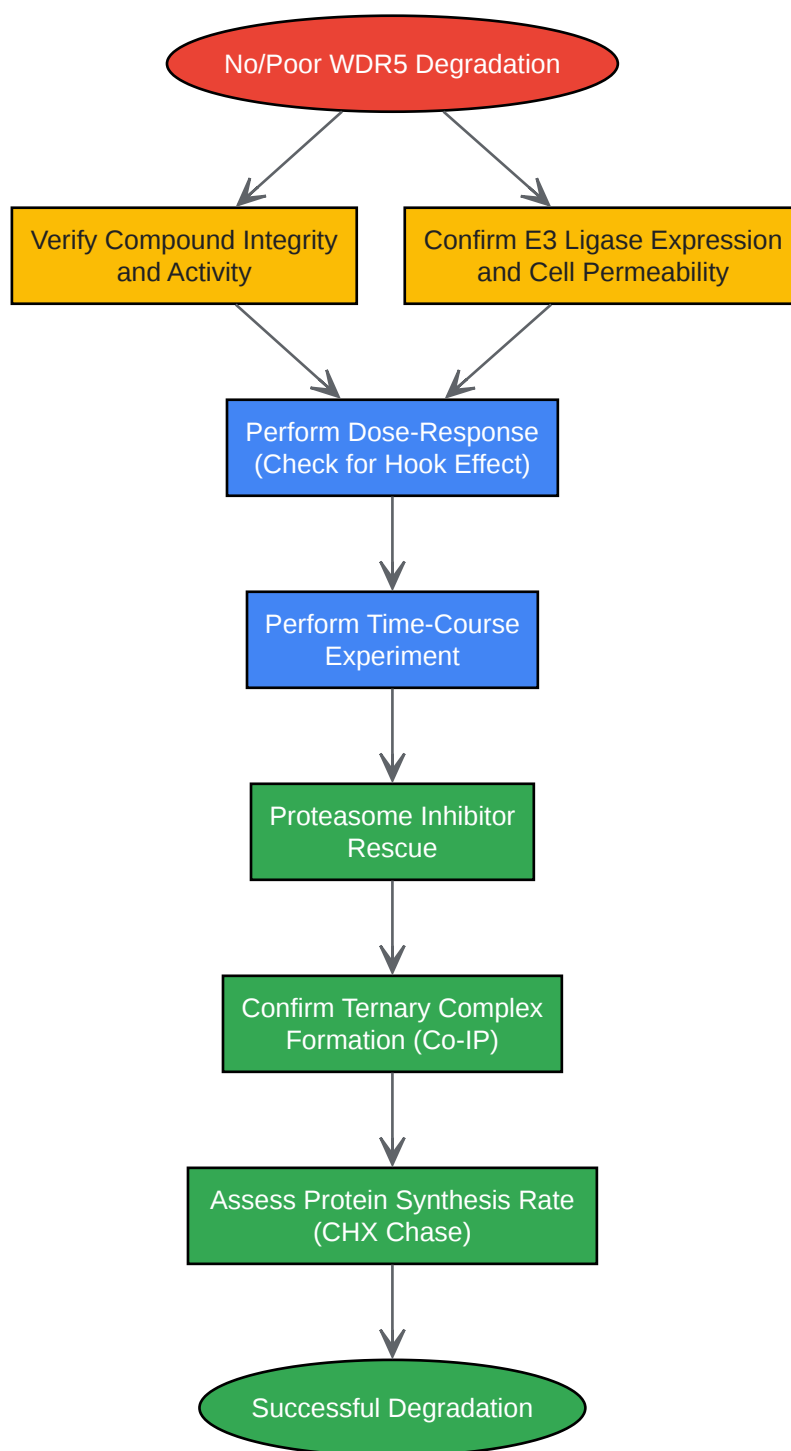 No/Poor WDR5 Degradation
Verify Compound Integrity
and Activity
Confirm E3 Ligase Expression
and Cell Permeability
Perform Dose-Response
(Check for Hook Effect)
Perform Time-Course
Experiment
Proteasome Inhibitor
Rescue
Confirm Ternary Complex
Formation (Co-IP)
Assess Protein Synthesis Rate
(CHX Chase)
Successful Degradation